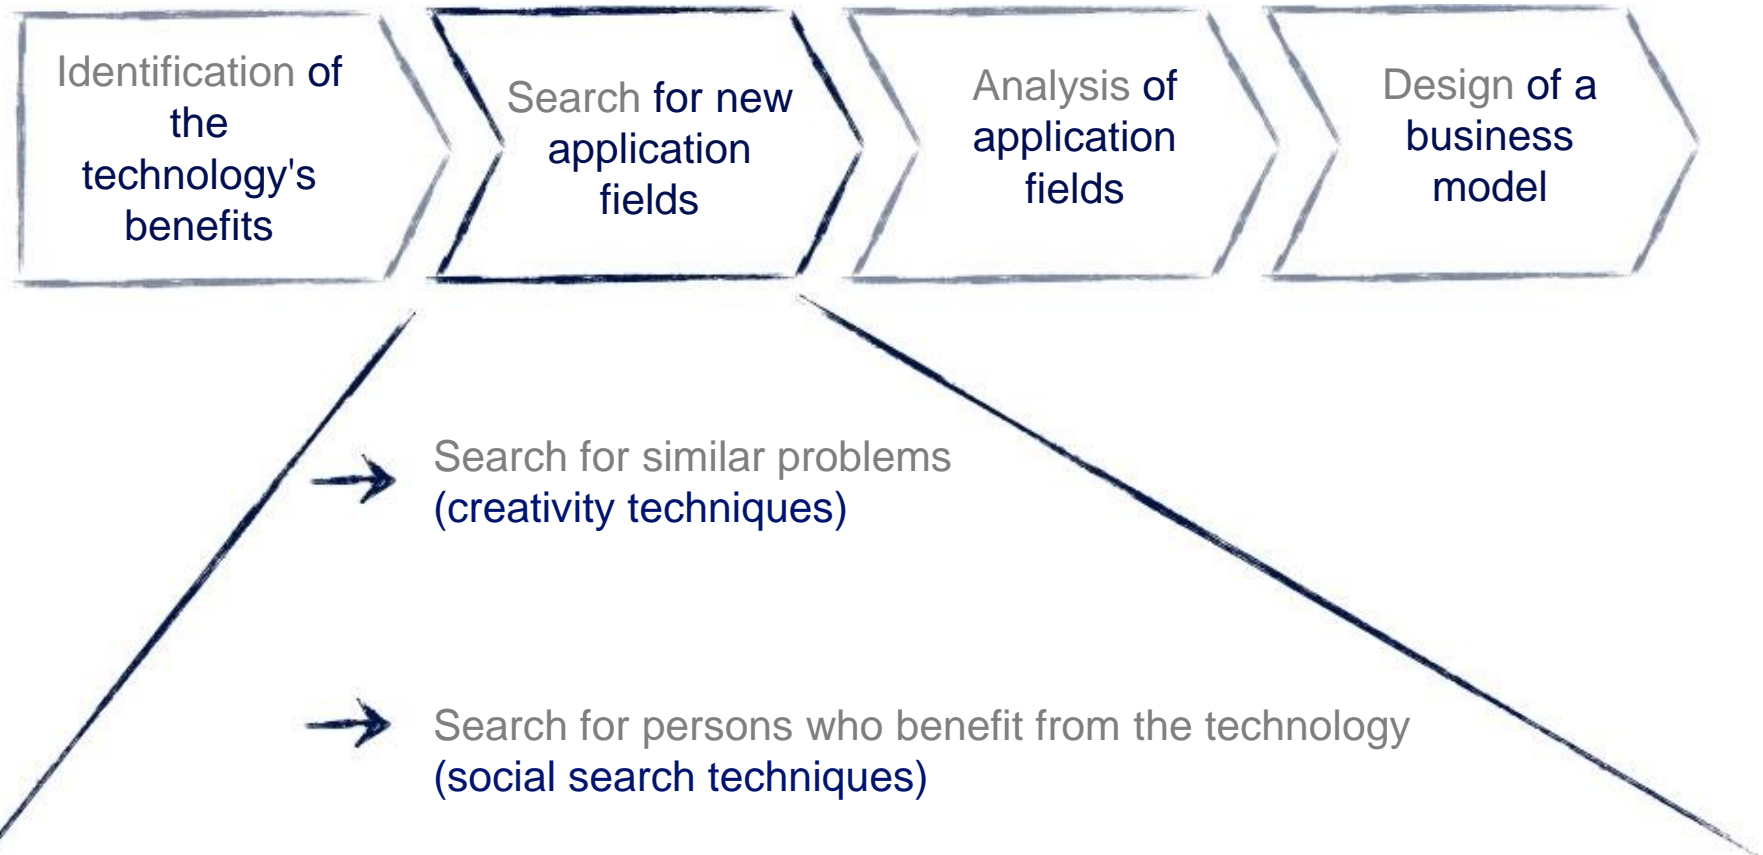 Identification of
the
technology's
benefits
Search for new
application
fields
Analysis of
application
fields
Design of a
business
model
Search for similar problems
(creativity techniques)
Search for persons who benefit from the technology
(social search techniques)